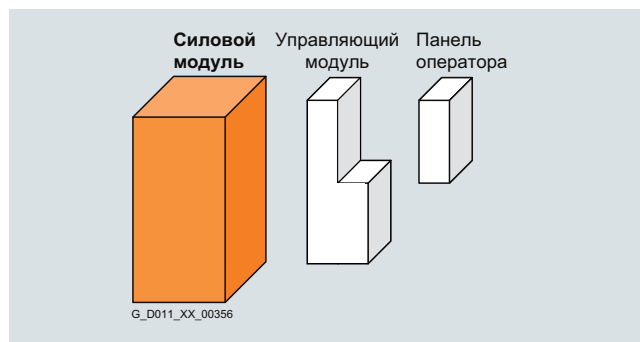 Силовой модуль
Управляющий модуль
Панель оператора
G_D011_XX_00356